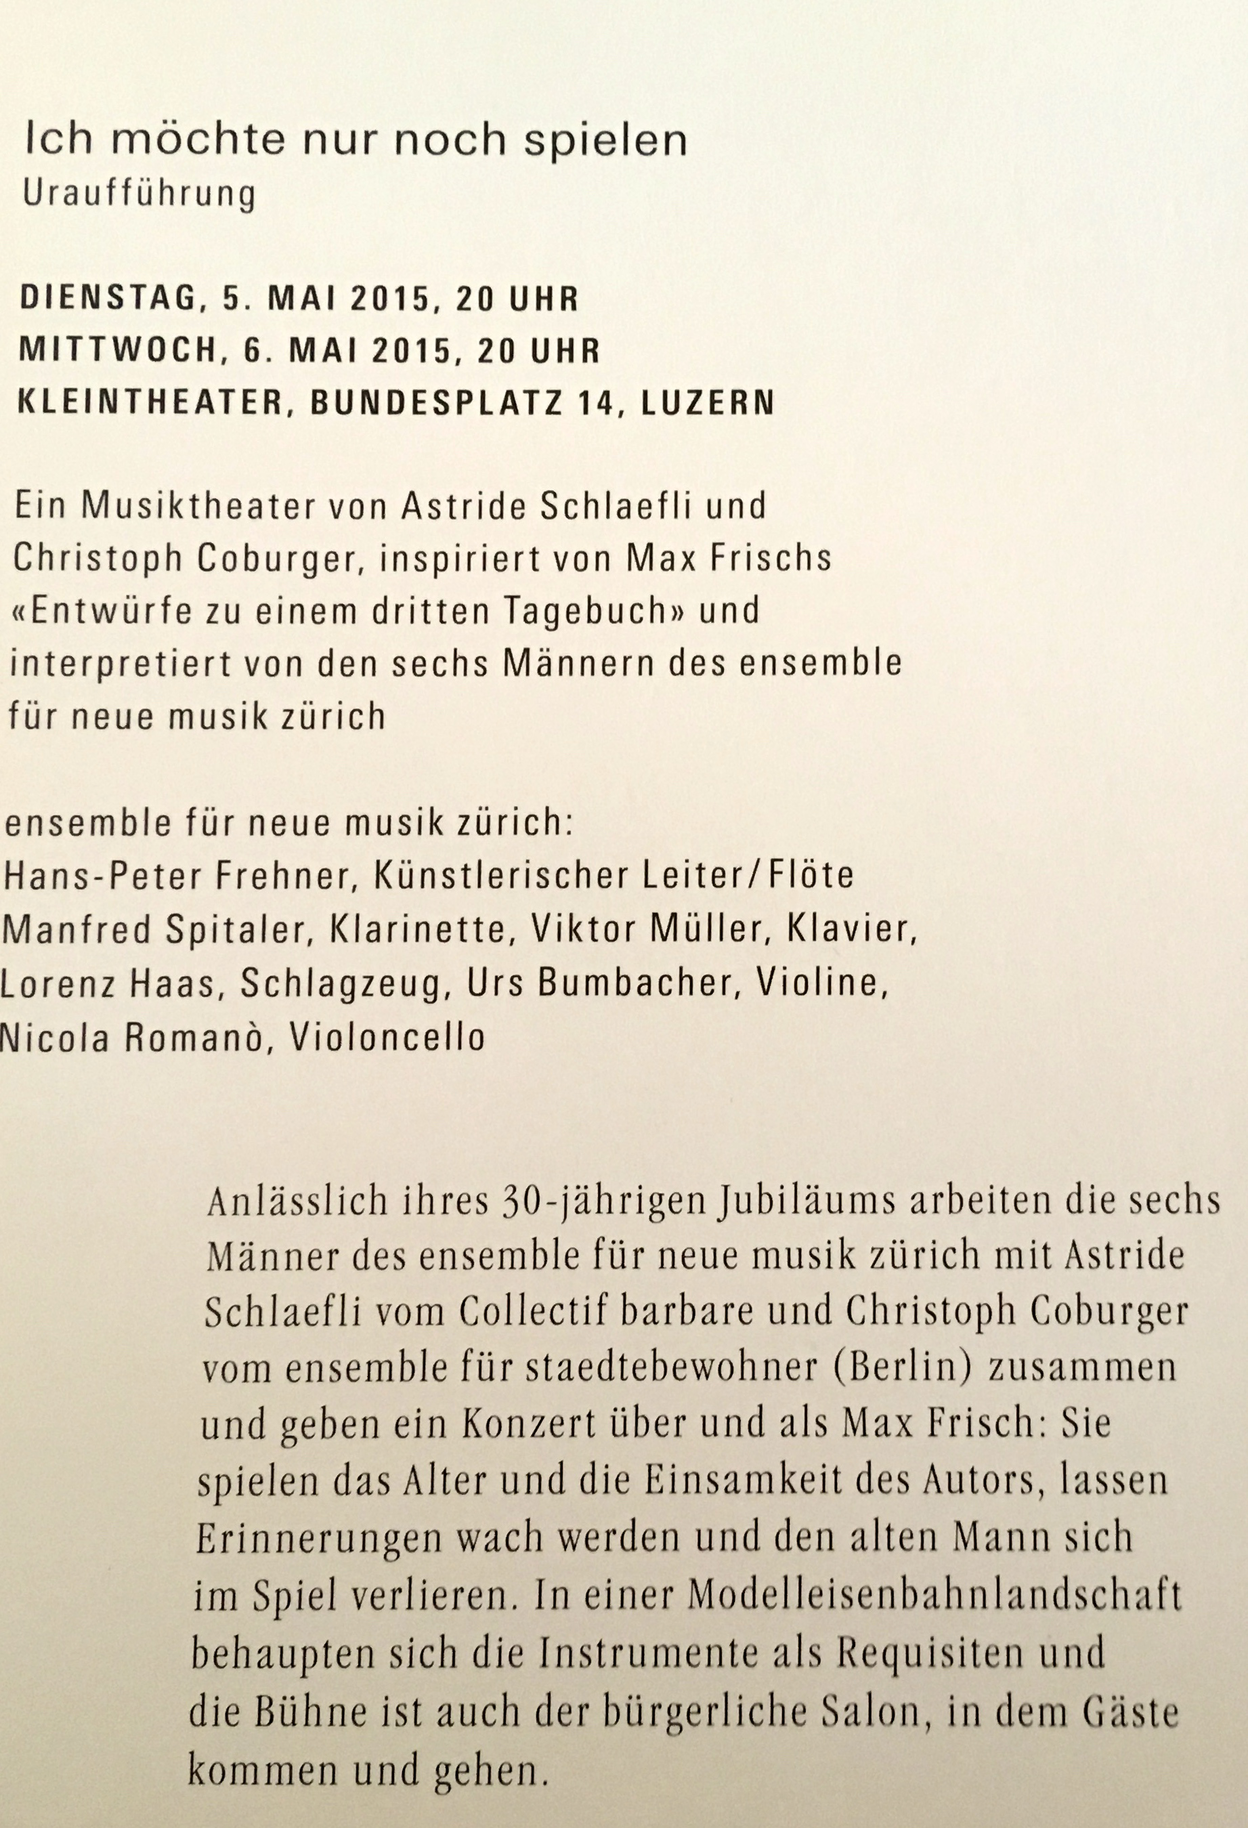 Ich möchte nur noch spielen
Uraufführung
DIENSTAG, 5. MAI 2015, 20 UHR
MITTWOCH, 6. MAI 2015, 20 UHR
KLEINTHEATER, BUNDESPLATZ 14, LUZERN
Ein Musiktheater von Astride Schlaefli und
Christoph Coburger, inspiriert von Max Frischs
«Entwürfe zu einem dritten Tagebuch» und
interpretiert von den sechs Männern des ensemble
für neue musik zürich
ensemble für neue musik zürich:
Hans-Peter Frehner, Künstlerischer Leiter/Flöte
Manfred Spitaler, Klarinette, Viktor Müller, Klavier,
Lorenz Haas, Schlagzeug, Urs Bumbacher, Violine,
Nicola Romanò, Violoncello
Anlässlich ihres 30-jährigen Jubiläums arbeiten die sechs
Männer des ensemble für neue musik zürich mit Astride
Schlaefli vom Collectif barbare und Christoph Coburger
vom ensemble für staedtebewohner (Berlin) zusammen
und geben ein Konzert über und als Max Frisch: Sie
spielen das Alter und die Einsamkeit des Autors, lassen
Erinnerungen wach werden und den alten Mann sich
im Spiel verlieren. In einer Modelleisenbahnlandschaft
behaupten sich die Instrumente als Requisiten und
die Bühne ist auch der bürgerliche Salon, in dem Gäste
kommen und gehen.